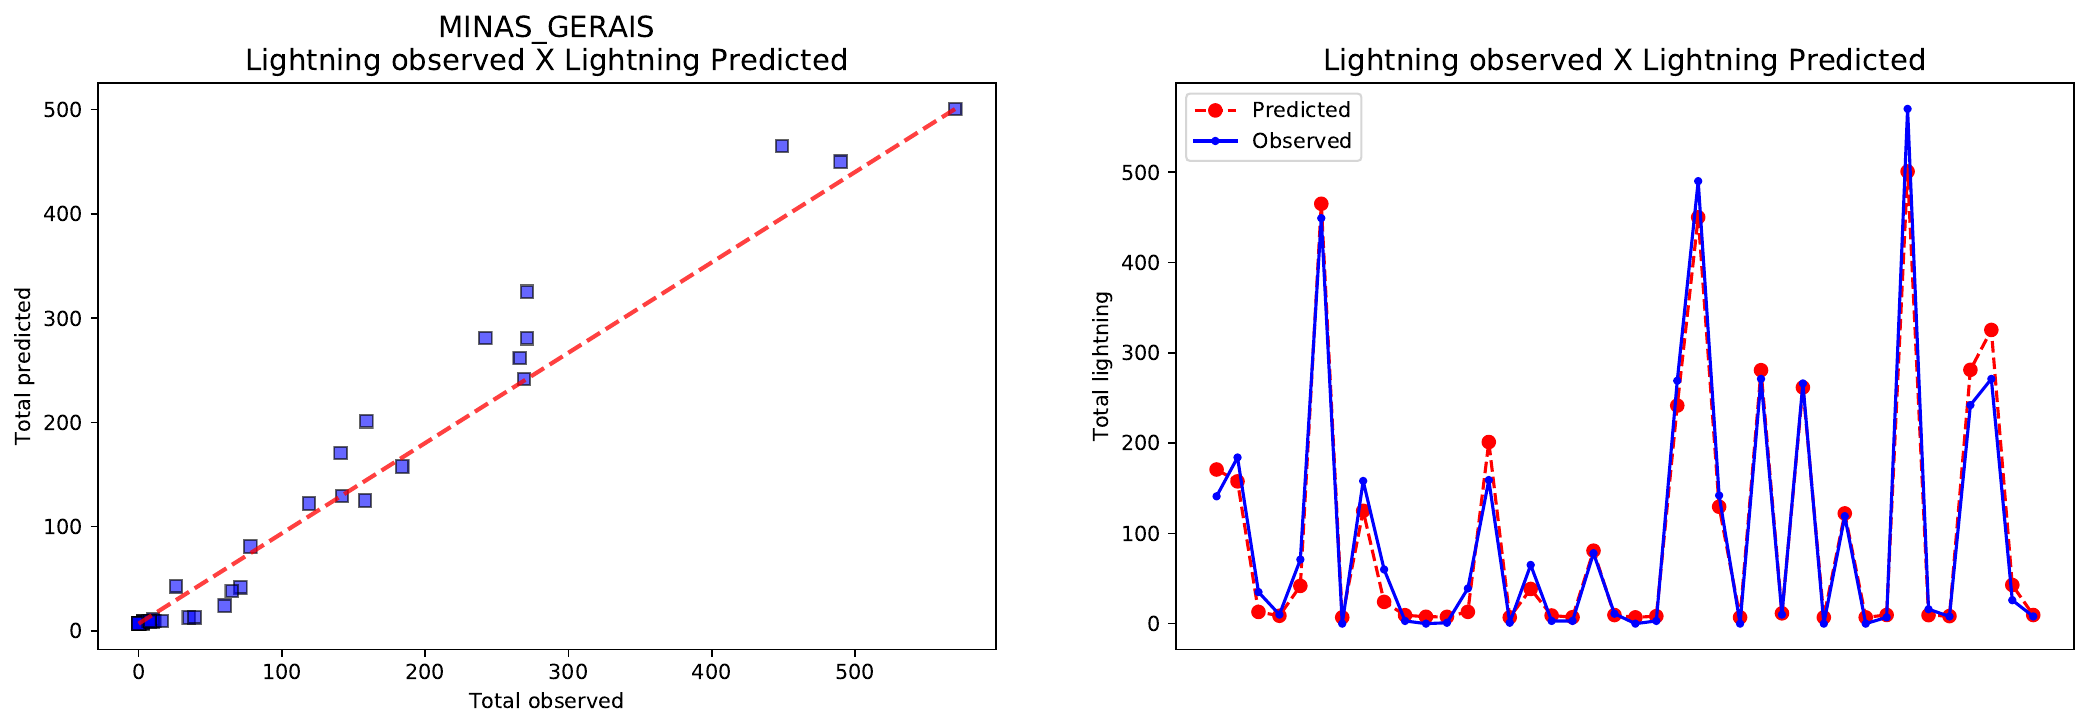 MINAS_GERAIS
Lightning observed X Lightning Predicted
500
400
300
200
100
0
0 100 200 300 400 500
Total predicted
Total observed
Lightning observed X Lightning Predicted
Predicted
Observed
500
400
300
200
100
0
Total lightning